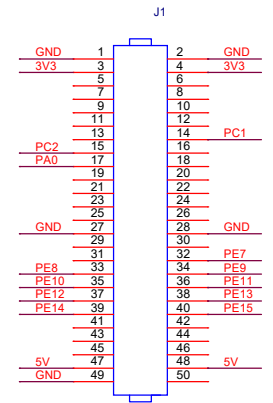 J1
GND 1 2 GND
3V3 3 4 3V3
5 6
7 8
9 10
11 12
13 14 PC1
PC2 15 16
PA0 17 18
19 20
21 22
23 24
25 26
GND 27 28 GND
29 30
31 32 PE7
PE8 33 34 PE9
PE10 35 36 PE11
PE12 37 38 PE13
PE14 39 40 PE15
41 42
43 44
45 46
5V 47 48 5V
GND 49 50